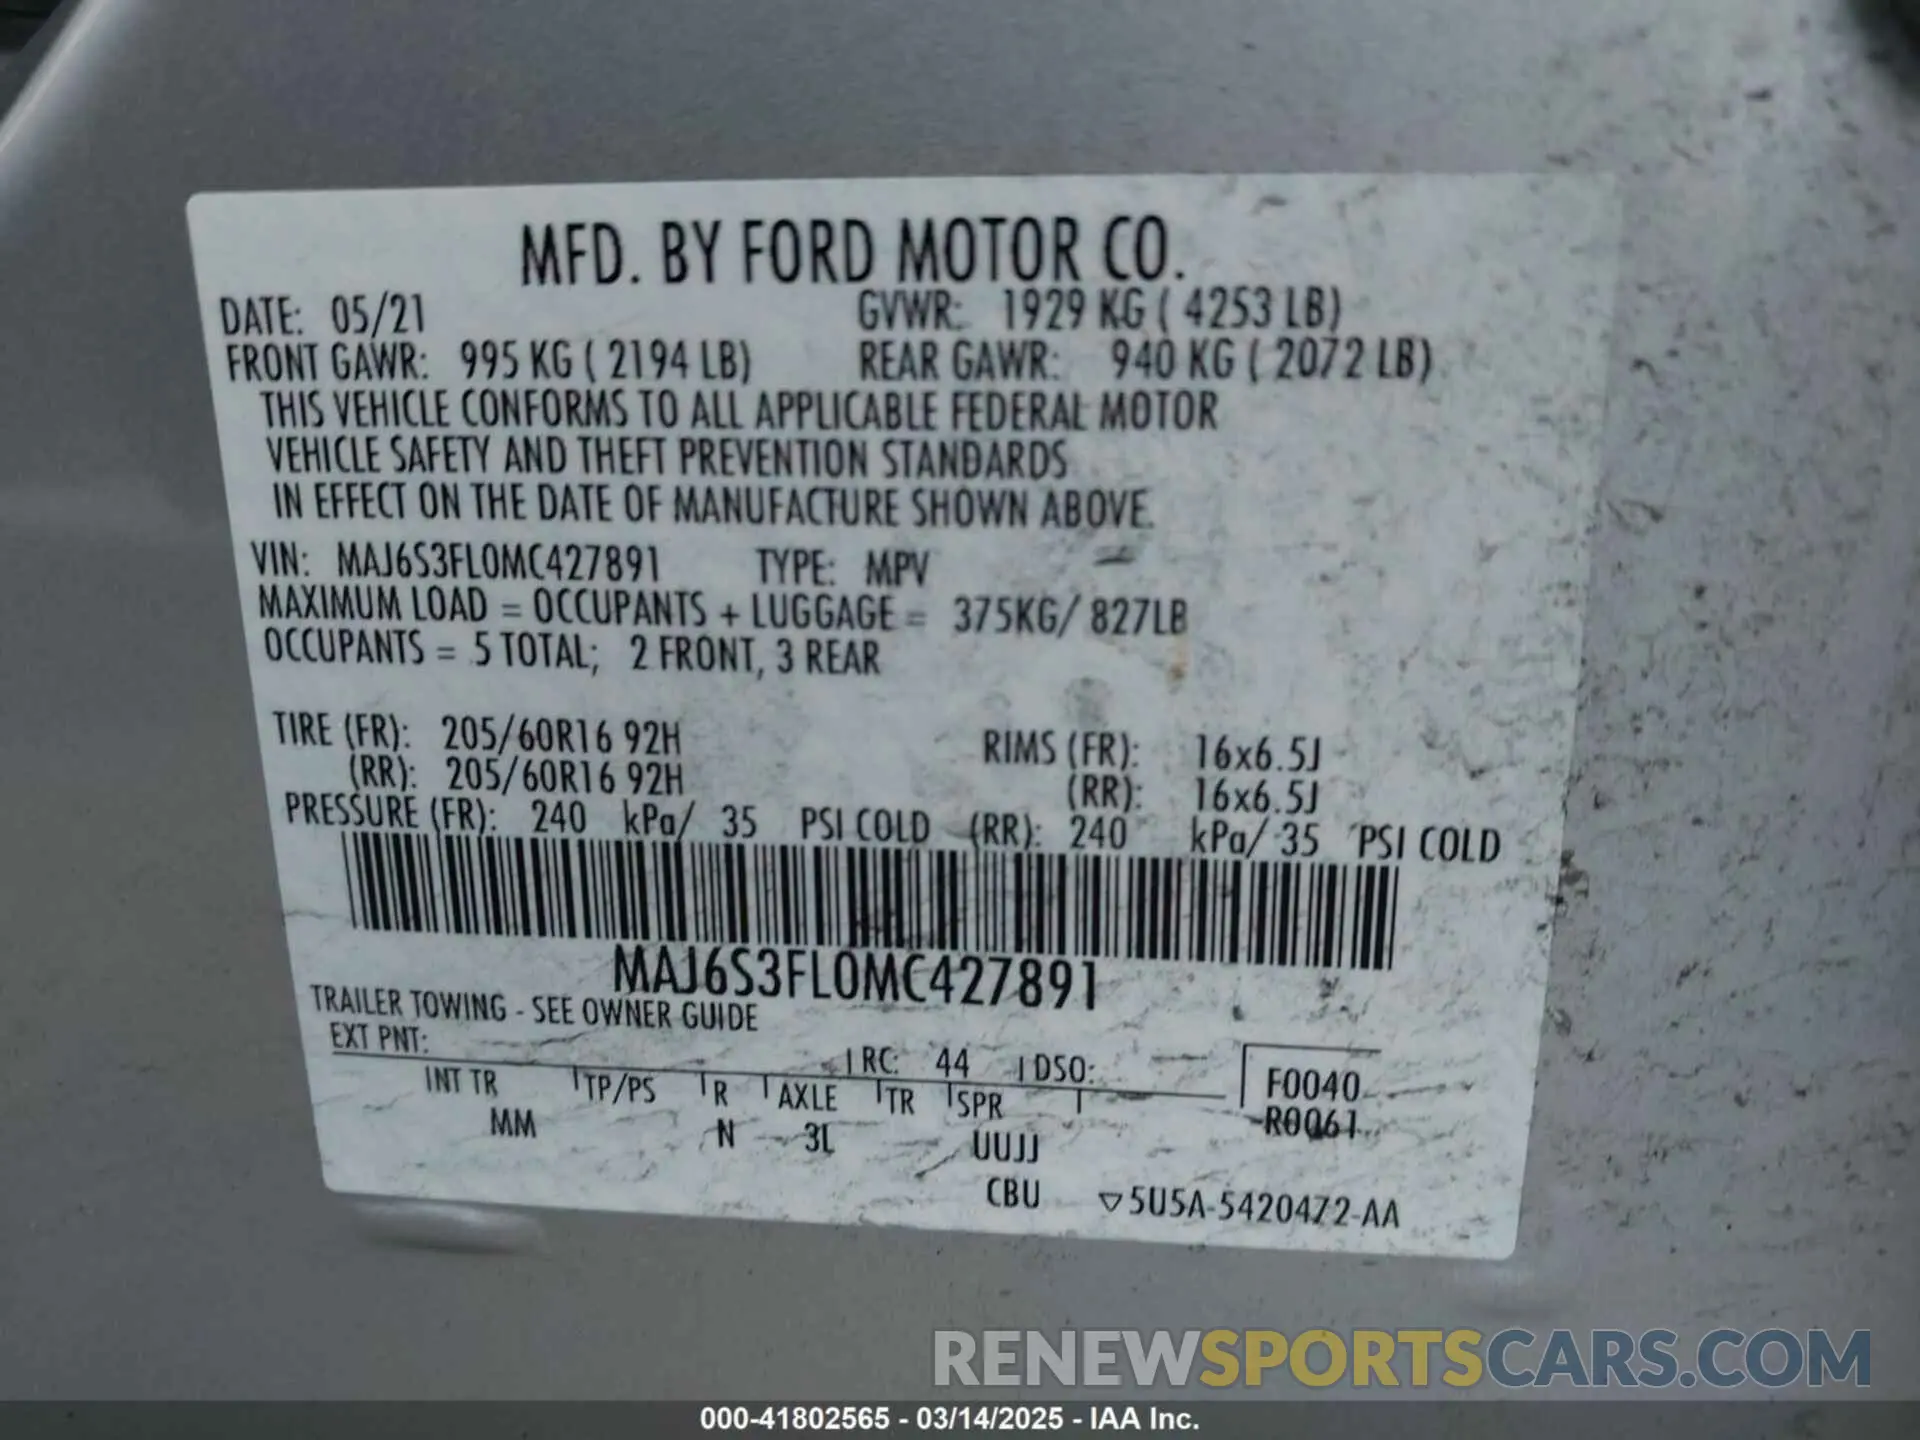 MFD. BY FORD MOTOR CO.
DATE: 05/21 GVWR: 1929 KG ( 4253 LB)
FRONT GAWR: 995 KG ( 2194 LB) REAR GAWR: 940 KG ( 2072 LB)
THIS VEHICLE CONFORMS TO ALL APPLICABLE FEDERAL MOTOR
VEHICLE SAFETY AND THEFT PREVENTION STANDARDS
IN EFFECT ON THE DATE OF MANUFACTURE SHOWN ABOVE.
VIN: MAJ6S3FL0MC427891 TYPE: MPV
MAXIMUM LOAD = OCCUPANTS + LUGGAGE = 375KG/ 827LB
OCCUPANTS = 5 TOTAL; 2 FRONT, 3 REAR
TIRE (FR): 205/60R16 92H RIMS (FR): 16x6.5J
(RR): 205/60R16 92H (RR): 16x6.5J
PRESSURE (FR): 240 kPa/ 35 PSI COLD (RR): 240 kPa/ 35 PSI COLD
MAJ6S3FL0MC427891
TRAILER TOWING - SEE OWNER GUIDE
EXT PNT: RC: 44 DSO:
INT TR TP/PS R AXLE TR SPR
F0040
R0061
MM N 3L UUJJ
CBU ▽5U5A-5420472-AA
RENEWSPORTSCARS.COM
000-41802565 - 03/14/2025 - IAA Inc.